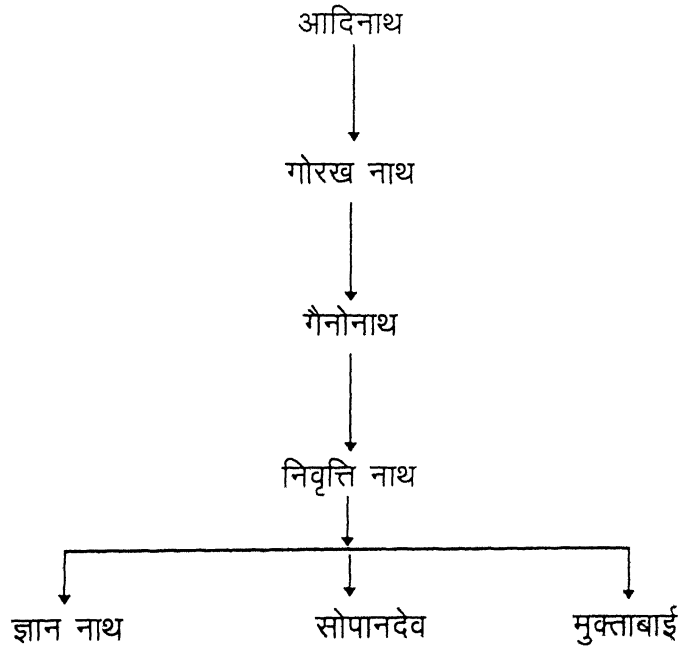 आदिनाथ
गोरख नाथ
गैनोनाथ
निवृत्ति नाथ
ज्ञान नाथ सोपानदेव मुक्ताबाई